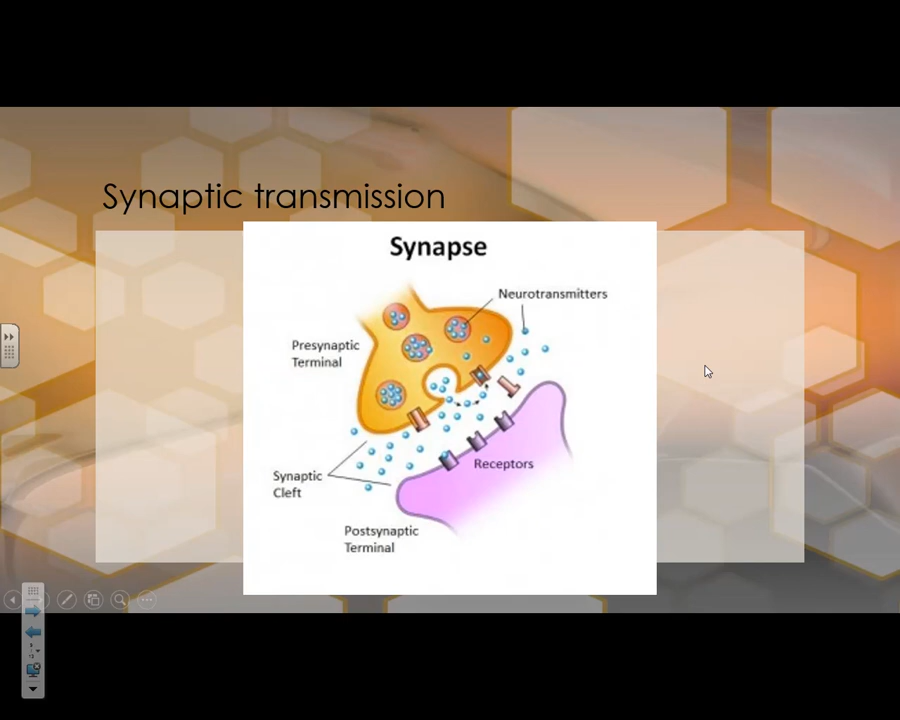 Synaptic transmission
Synapse
Neurotransmitters
Presynaptic
Terminal
Synaptic
Cleft
Receptors
Postsynaptic
Terminal